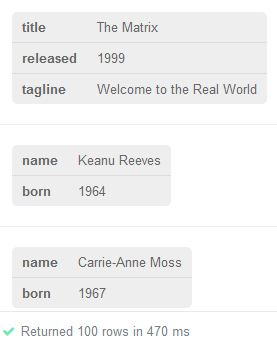 title The Matrix
released 1999
tagline Welcome to the Real World
name Keanu Reeves
born 1964
name Carrie-Anne Moss
born 1967
Returned 100 rows in 470 ms